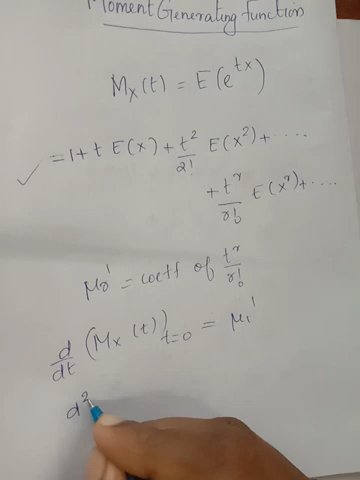 Moment Generating function
Mx(t) = E(e^tx)
= 1 + t E(x) + t²/2! E(x²) + ....
+ t^r/r! E(x^r) + ...
μr' = coeff of t^r/r!
d/dt (Mx (t))t=0 = μ1'
d²